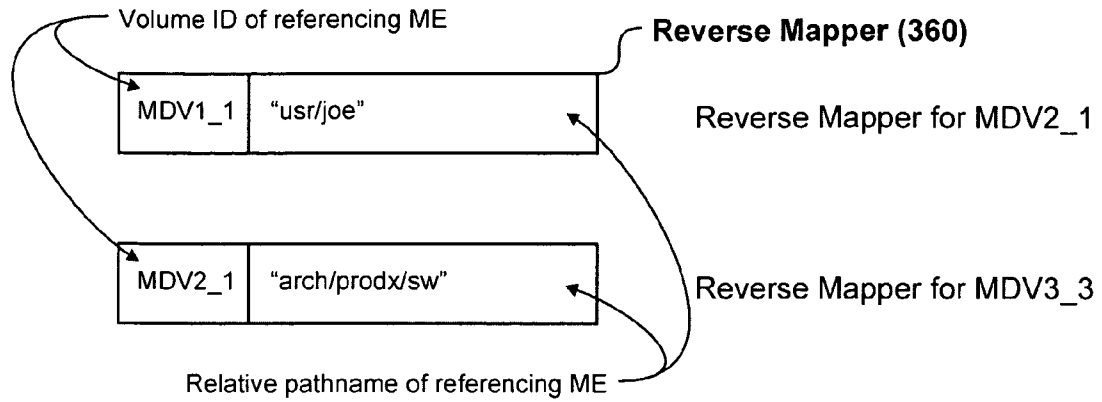 Volume ID of referencing ME
Reverse Mapper (360)
MDV1_1 "usr/joe"
Reverse Mapper for MDV2_1
MDV2_1 "arch/prodx/sw"
Reverse Mapper for MDV3_3
Relative pathname of referencing ME